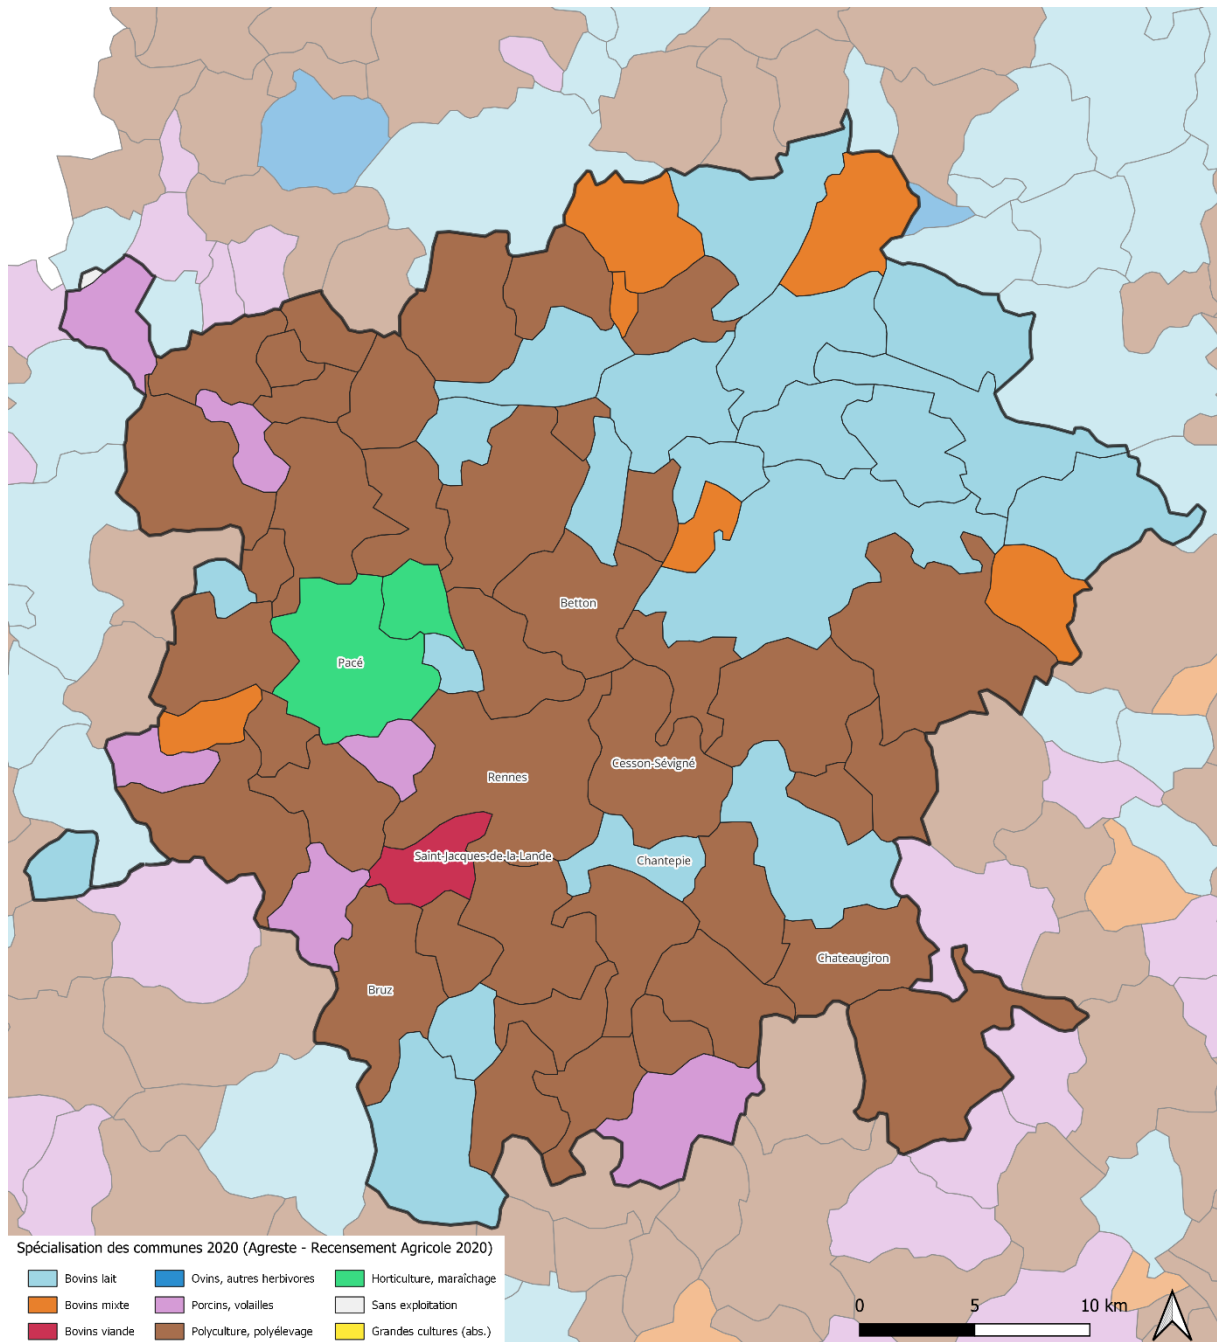 Betton
Pacé
Cesson-Sévigné
Rennes
Saint-Jacques-de-la-Lande
Chantepie
Chateaugiron
Bruz
Spécialisation des communes 2020 (Agreste - Recensement Agricole 2020)
Bovins lait
Ovins, autres herbivores
Horticulture, maraîchage
Bovins mixte
Porcins, volailles
Sans exploitation
Bovins viande
Polyculture, polyélevage
Grandes cultures (abs.)
0 5 10 km